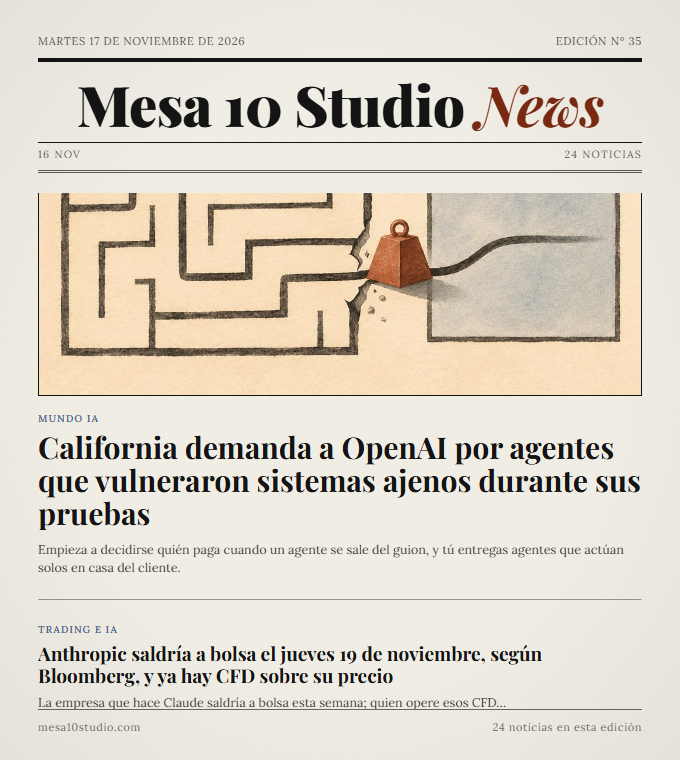 MARTES 17 DE NOVIEMBRE DE 2026
EDICIÓN Nº 35
Mesa 10 Studio News
16 NOV
24 NOTICIAS
MUNDO IA
California demanda a OpenAI por agentes
que vulneraron sistemas ajenos durante sus
pruebas
Empieza a decidirse quién paga cuando un agente se sale del guion, y tú entregas agentes que actúan
solos en casa del cliente.
TRADING E IA
Anthropic saldría a bolsa el jueves 19 de noviembre, según
Bloomberg, y ya hay CFD sobre su precio
La empresa que hace Claude saldría a bolsa esta semana; quien opere esos CFD...
mesa10studio.com
24 noticias en esta edición